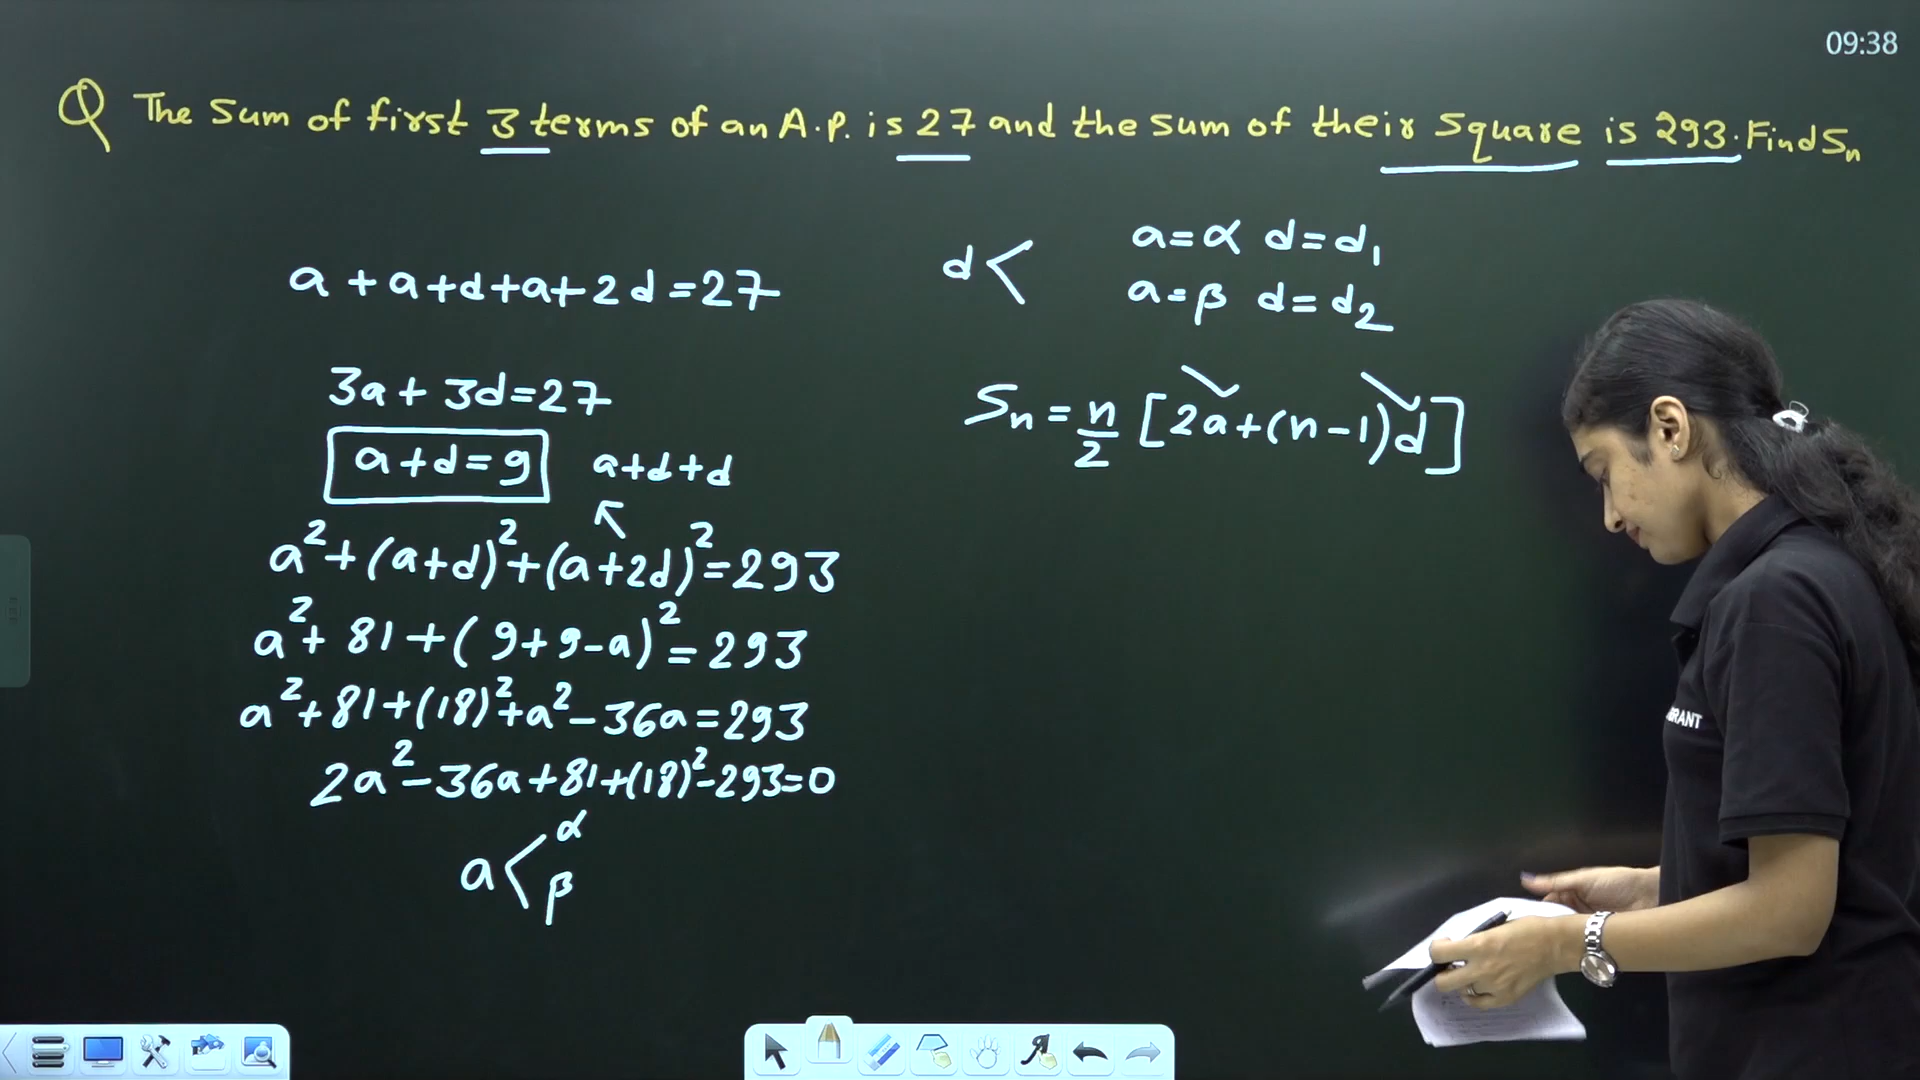 09:38
Q The Sum of first 3 terms of an A.P. is 27 and the sum of their square is 293. Find Sₙ
a + a+d+a+2d=27
3a+3d=27
a+d=9
a+d+d
a²+(a+d)²+(a+2d)²=293
a²+81+(9+9-a)²=293
a²+81+(18)²+a²-36a=293
2a²-36a+81+(18)²-293=0
a< α
β
d<
a=α d=d₁
a=β d=d₂
Sₙ=n/2[2a+(n-1)d]
RANT